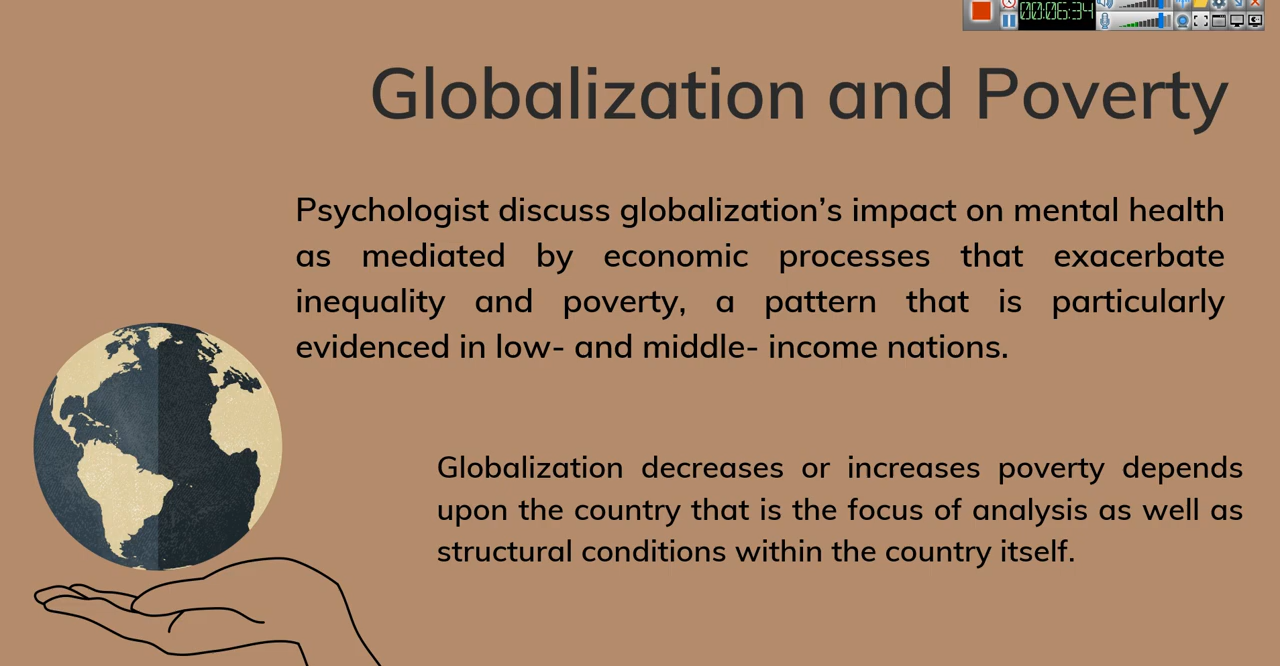 00:06:34
Globalization and Poverty
Psychologist discuss globalization’s impact on mental health
as mediated by economic processes that exacerbate
inequality and poverty, a pattern that is particularly
evidenced in low- and middle- income nations.
Globalization decreases or increases poverty depends
upon the country that is the focus of analysis as well as
structural conditions within the country itself.